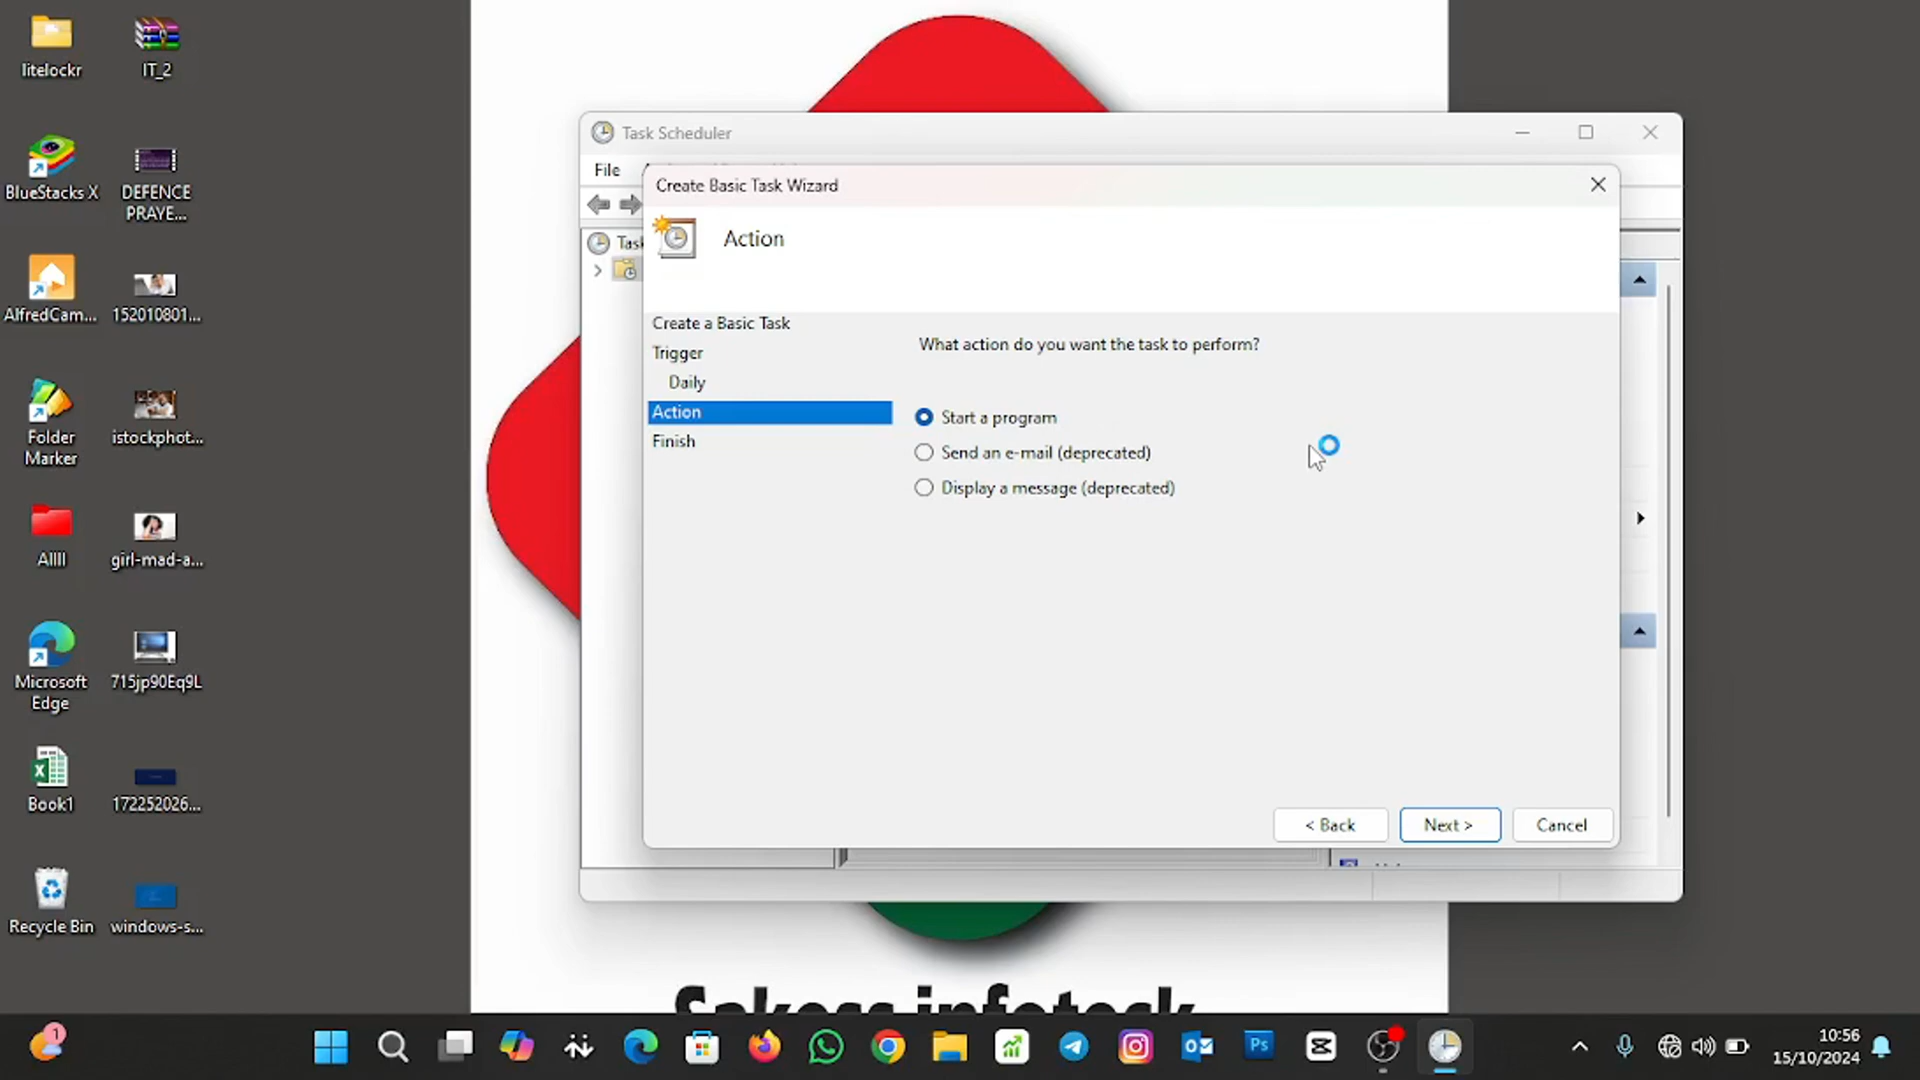 litelockr
IT_2
BlueStacks X
DEFENCE
PRAYE...
AlfredCam...
152010801...
Folder
Marker
istockphot...
Allll
girl-mad-a...
Microsoft
Edge
715jp90Eq9L
Book1
172252026...
Recycle Bin
windows-s...
Task Scheduler
File
Task
Create Basic Task Wizard
Action
Create a Basic Task
Trigger
Daily
Action
Finish
What action do you want the task to perform?
Start a program
Send an e-mail (deprecated)
Display a message (deprecated)
< Back
Next >
Cancel
1
Ps
10:56
15/10/2024